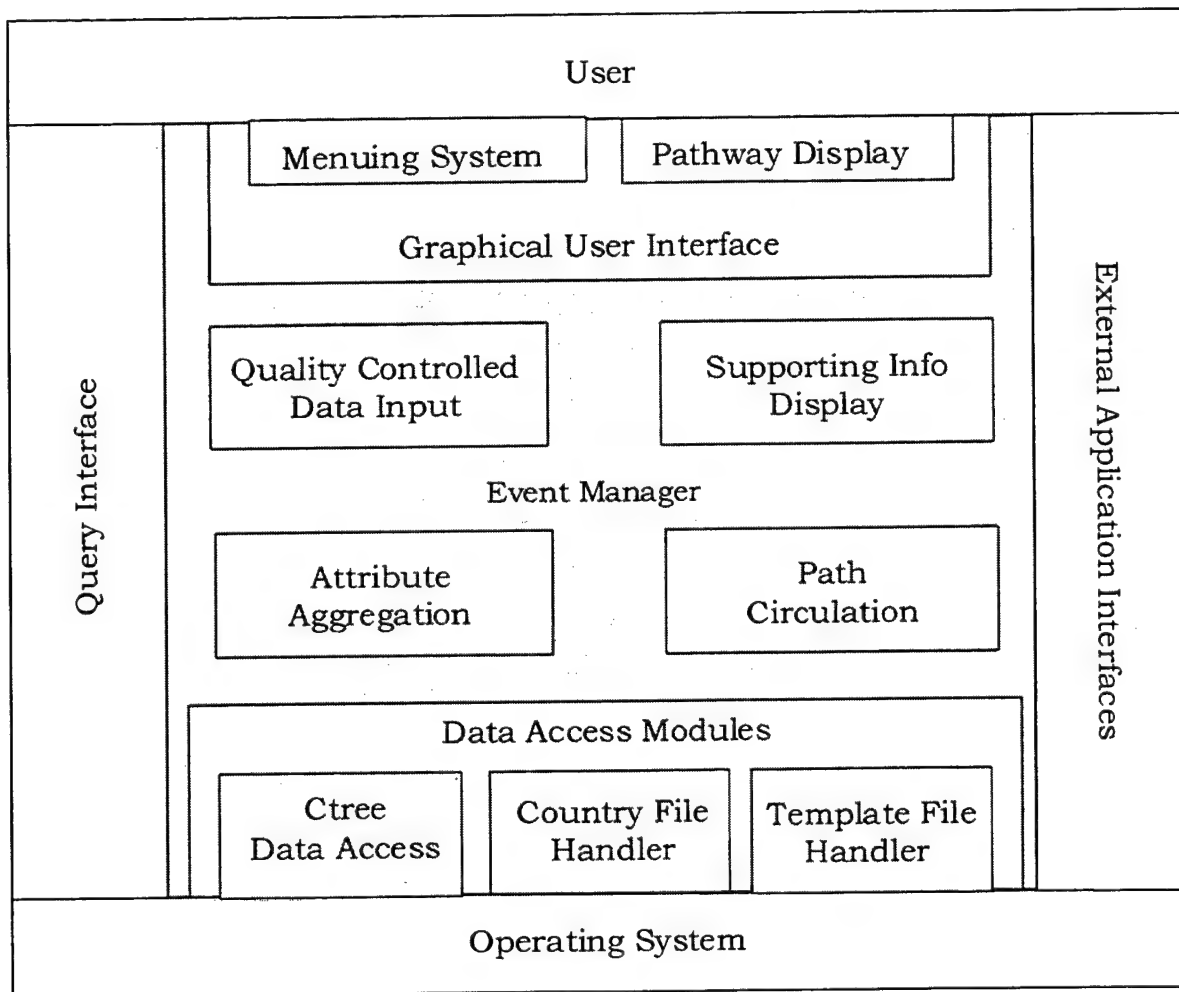 User
Menuing System
Pathway Display
Graphical User Interface
Quality Controlled
Data Input
Supporting Info
Display
Query Interface
External Application Interfaces
Event Manager
Attribute
Aggregation
Path
Circulation
Data Access Modules
Ctree
Data Access
Country File
Handler
Template File
Handler
Operating System